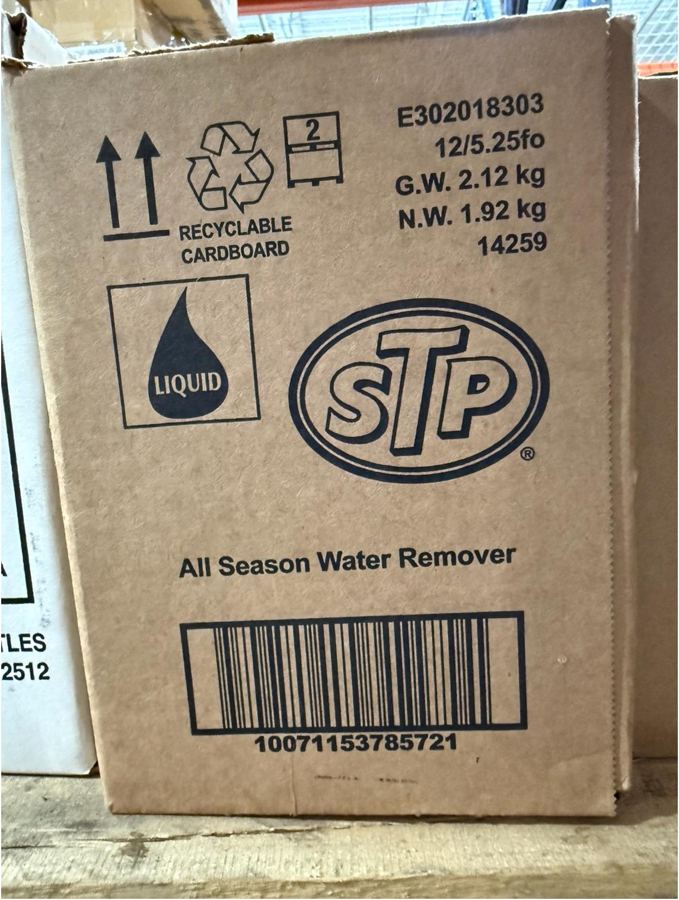 E302018303
12/5.25fo
G.W. 2.12 kg
N.W. 1.92 kg
14259
2
RECYCLABLE
CARDBOARD
LIQUID
STP®
All Season Water Remover
10071153785721
TLES
2512